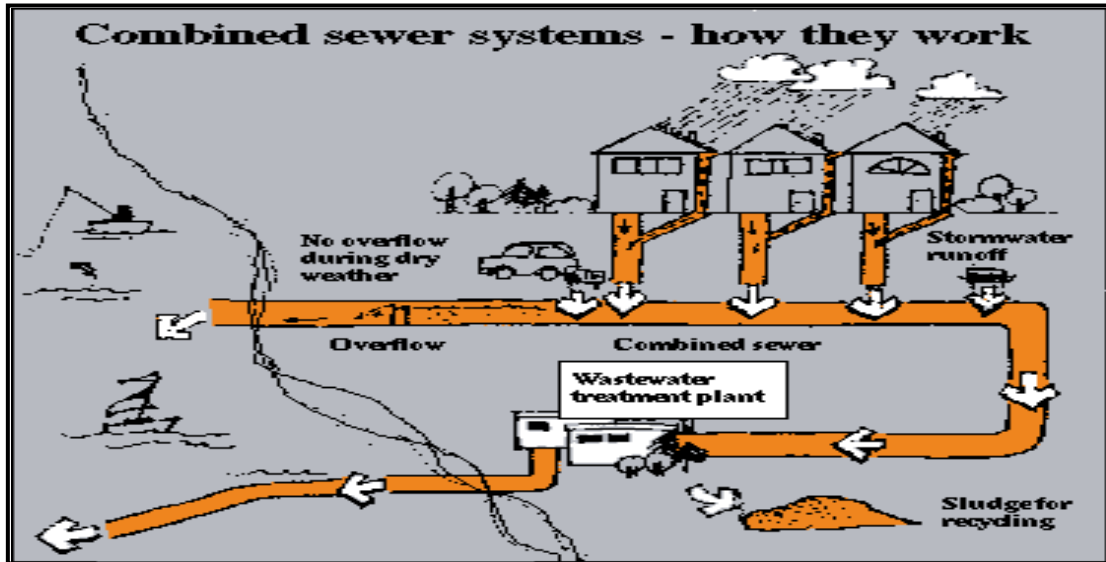 Combined sewer systems - how they work
No overflow
during dry
weather
Stormwater
runoff
Overflow
Combined sewer
Wastewater
treatment plant
Sludge for
recycling